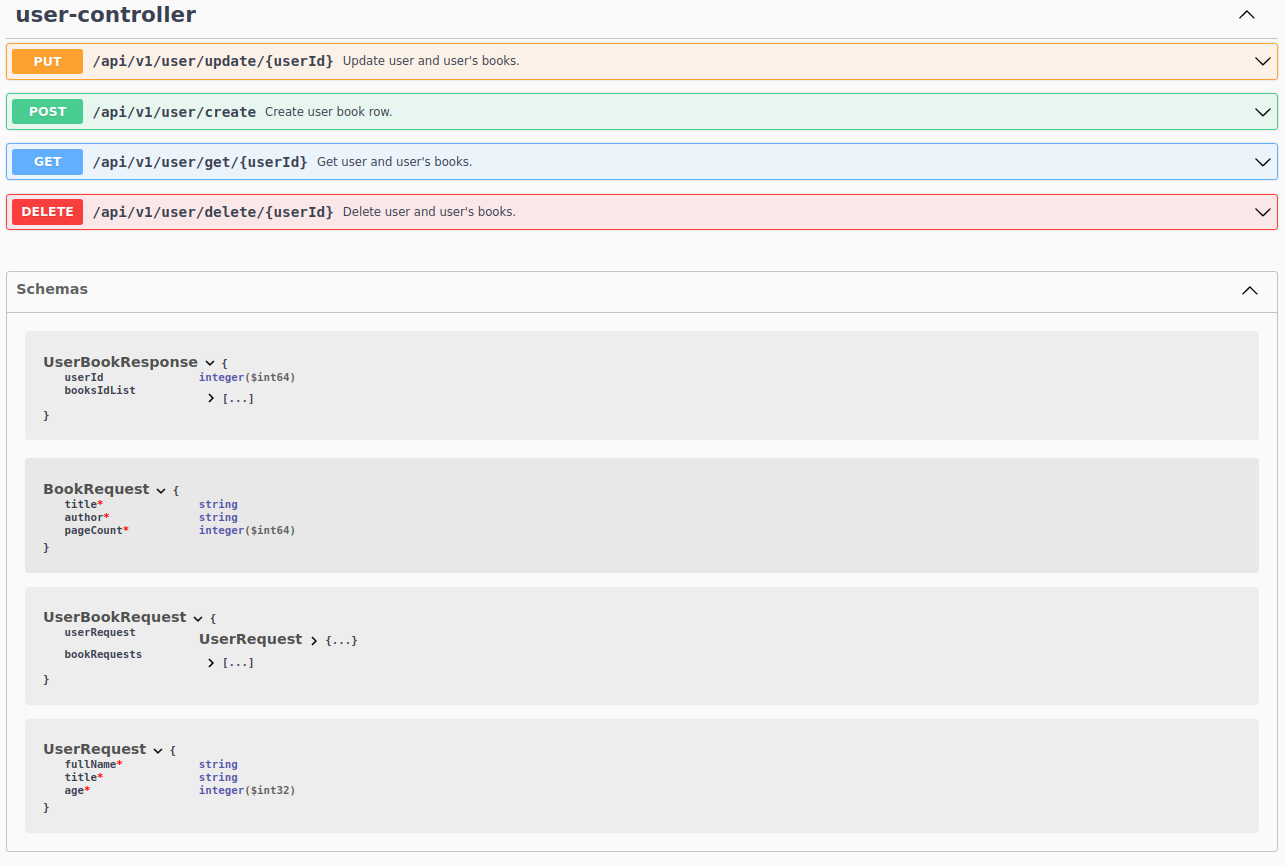 user-controller
PUT /api/v1/user/update/{userId} Update user and user's books.
POST /api/v1/user/create Create user book row.
GET /api/v1/user/get/{userId} Get user and user's books.
DELETE /api/v1/user/delete/{userId} Delete user and user's books.
Schemas
UserBookResponse {
userId integer($int64)
booksIdList
[...]
}
BookRequest {
title* string
author* string
pageCount* integer($int64)
}
UserBookRequest {
userRequest
UserRequest {...}
bookRequests
[...]
}
UserRequest {
fullName* string
title* string
age* integer($int32)
}